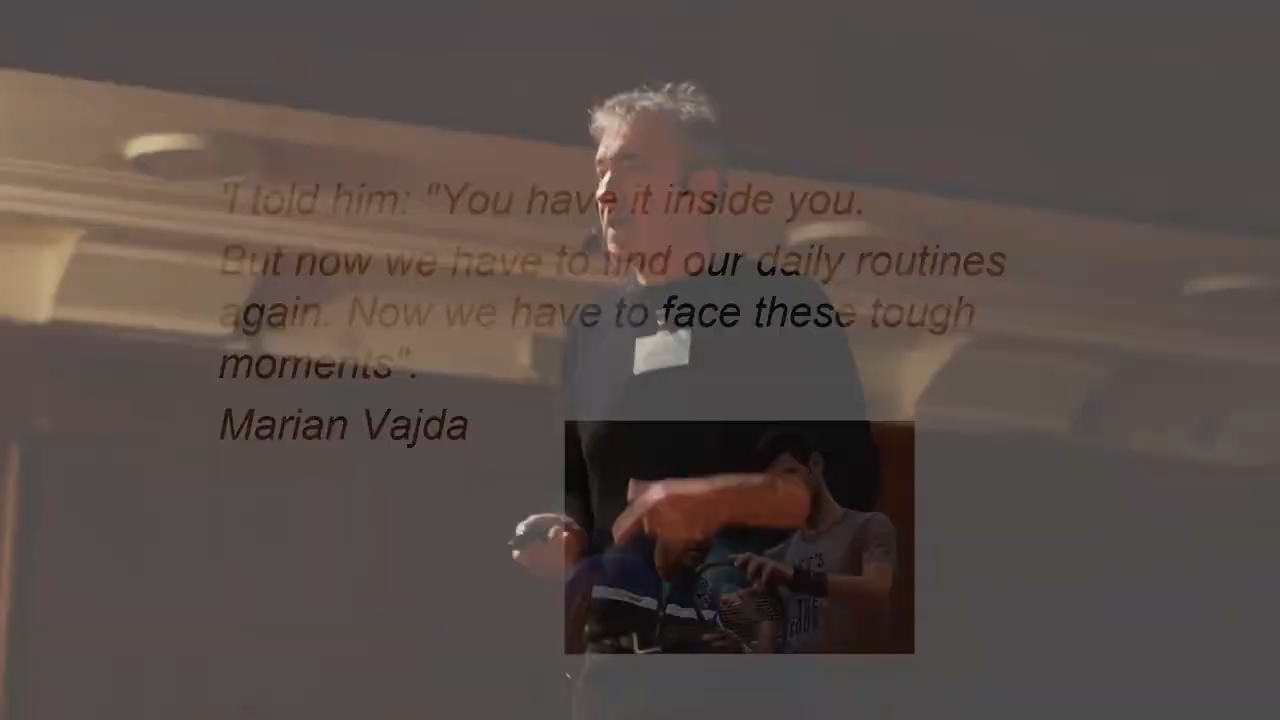 "I told him: "You have it inside you.
But now we have to find our daily routines
again. Now we have to face these tough
moments".
Marian Vajda